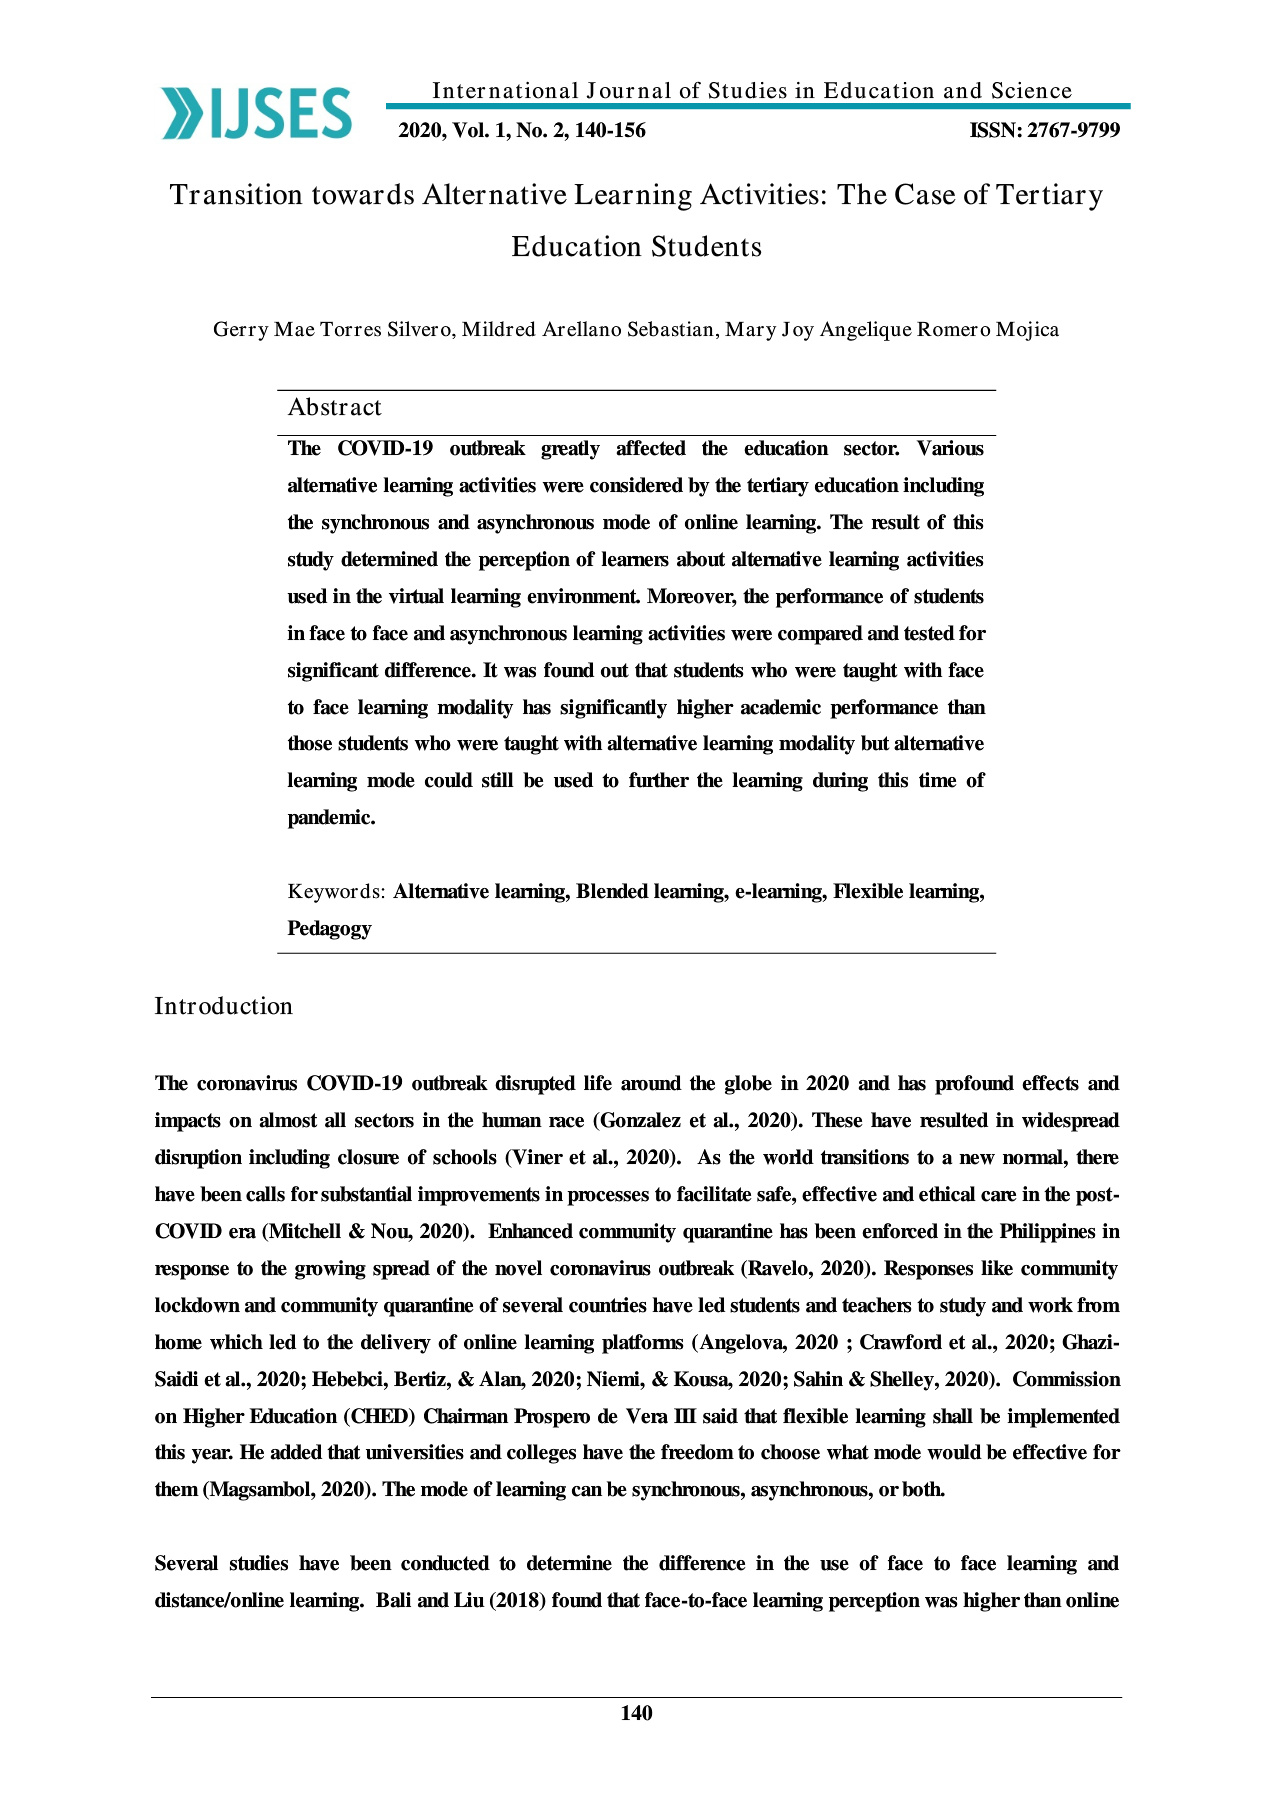 IJSES
International Journal of Studies in Education and Science
2020, Vol. 1, No. 2, 140-156 ISSN: 2767-9799
Transition towards Alternative Learning Activities: The Case of Tertiary
Education Students
Gerry Mae Torres Silvero, Mildred Arellano Sebastian, Mary Joy Angelique Romero Mojica
Abstract
The COVID-19 outbreak greatly affected the education sector. Various
alternative learning activities were considered by the tertiary education including
the synchronous and asynchronous mode of online learning. The result of this
study determined the perception of learners about alternative learning activities
used in the virtual learning environment. Moreover, the performance of students
in face to face and asynchronous learning activities were compared and tested for
significant difference. It was found out that students who were taught with face
to face learning modality has significantly higher academic performance than
those students who were taught with alternative learning modality but alternative
learning mode could still be used to further the learning during this time of
pandemic.
Keywords: Alternative learning, Blended learning, e-learning, Flexible learning,
Pedagogy
Introduction
The coronavirus COVID-19 outbreak disrupted life around the globe in 2020 and has profound effects and
impacts on almost all sectors in the human race (Gonzalez et al., 2020). These have resulted in widespread
disruption including closure of schools (Viner et al., 2020). As the world transitions to a new normal, there
have been calls for substantial improvements in processes to facilitate safe, effective and ethical care in the post-
COVID era (Mitchell & Nou, 2020). Enhanced community quarantine has been enforced in the Philippines in
response to the growing spread of the novel coronavirus outbreak (Ravelo, 2020). Responses like community
lockdown and community quarantine of several countries have led students and teachers to study and work from
home which led to the delivery of online learning platforms (Angelova, 2020 ; Crawford et al., 2020; Ghazi-
Saidi et al., 2020; Hebebci, Bertiz, & Alan, 2020; Niemi, & Kousa, 2020; Sahin & Shelley, 2020). Commission
on Higher Education (CHED) Chairman Prospero de Vera III said that flexible learning shall be implemented
this year. He added that universities and colleges have the freedom to choose what mode would be effective for
them (Magsambol, 2020). The mode of learning can be synchronous, asynchronous, or both.
Several studies have been conducted to determine the difference in the use of face to face learning and
distance/online learning. Bali and Liu (2018) found that face-to-face learning perception was higher than online
140